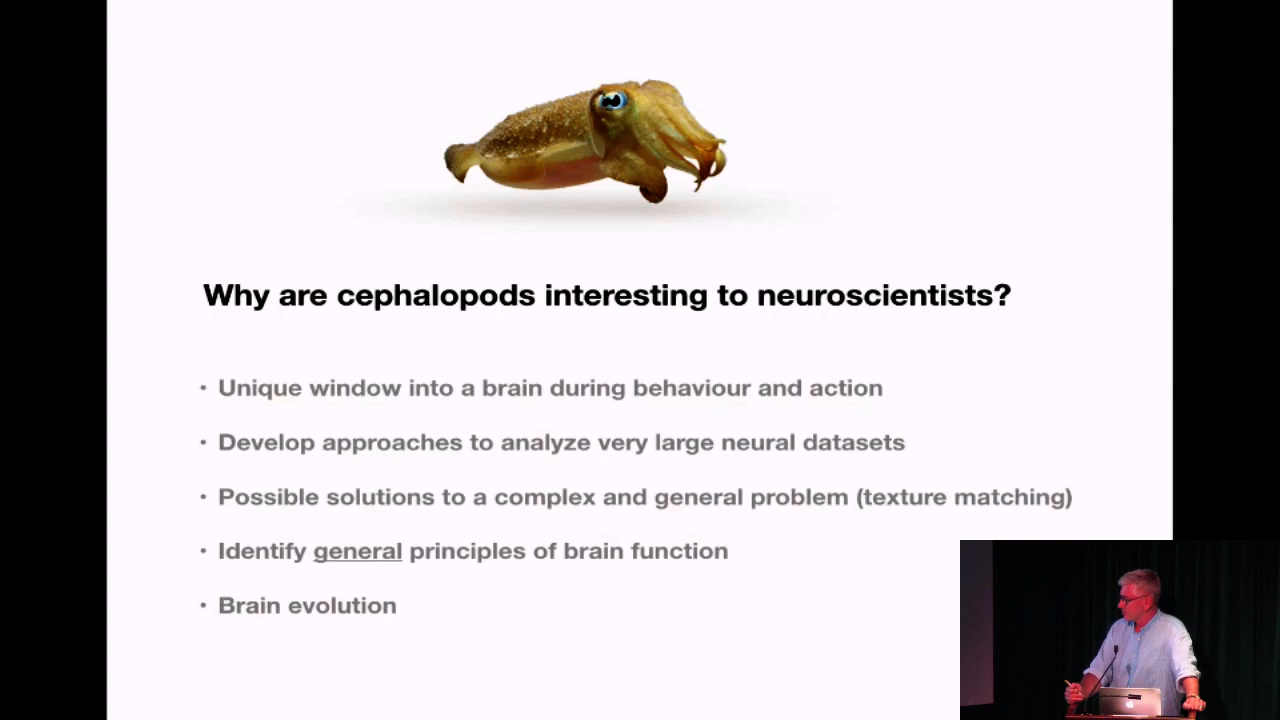 Why are cephalopods interesting to neuroscientists?
• Unique window into a brain during behaviour and action
• Develop approaches to analyze very large neural datasets
• Possible solutions to a complex and general problem (texture matching)
• Identify general principles of brain function
• Brain evolution